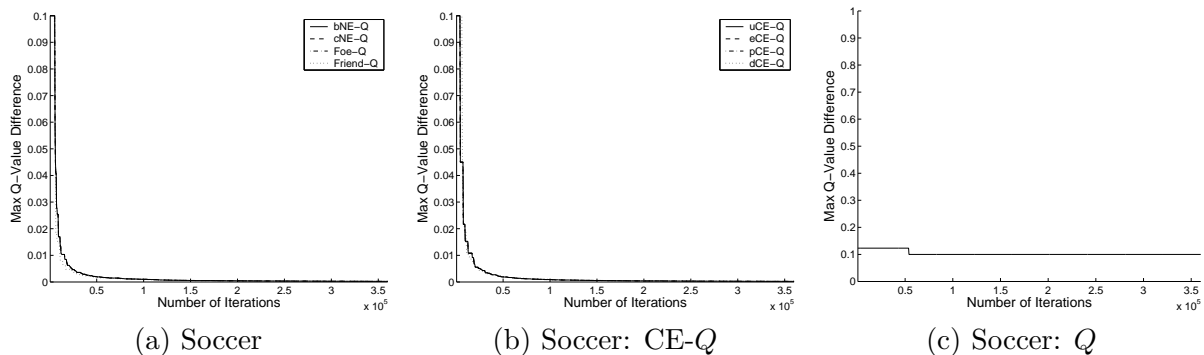 0.1
0.09
0.08
0.07
0.06
0.05
0.04
0.03
0.02
0.01
Max Q−Value Difference
0.5 1 1.5 2 2.5 3 3.5
x 10^5
Number of Iterations
bNE−Q
cNE−Q
Foe−Q
Friend−Q
(a) Soccer
0.1
0.09
0.08
0.07
0.06
0.05
0.04
0.03
0.02
0.01
Max Q−Value Difference
0.5 1 1.5 2 2.5 3 3.5
x 10^5
Number of Iterations
uCE−Q
eCE−Q
pCE−Q
dCE−Q
(b) Soccer: CE-Q
1
0.9
0.8
0.7
0.6
0.5
0.4
0.3
0.2
0.1
0
Max Q−Value Difference
0.5 1 1.5 2 2.5 3 3.5
x 10^5
Number of Iterations
(c) Soccer: Q